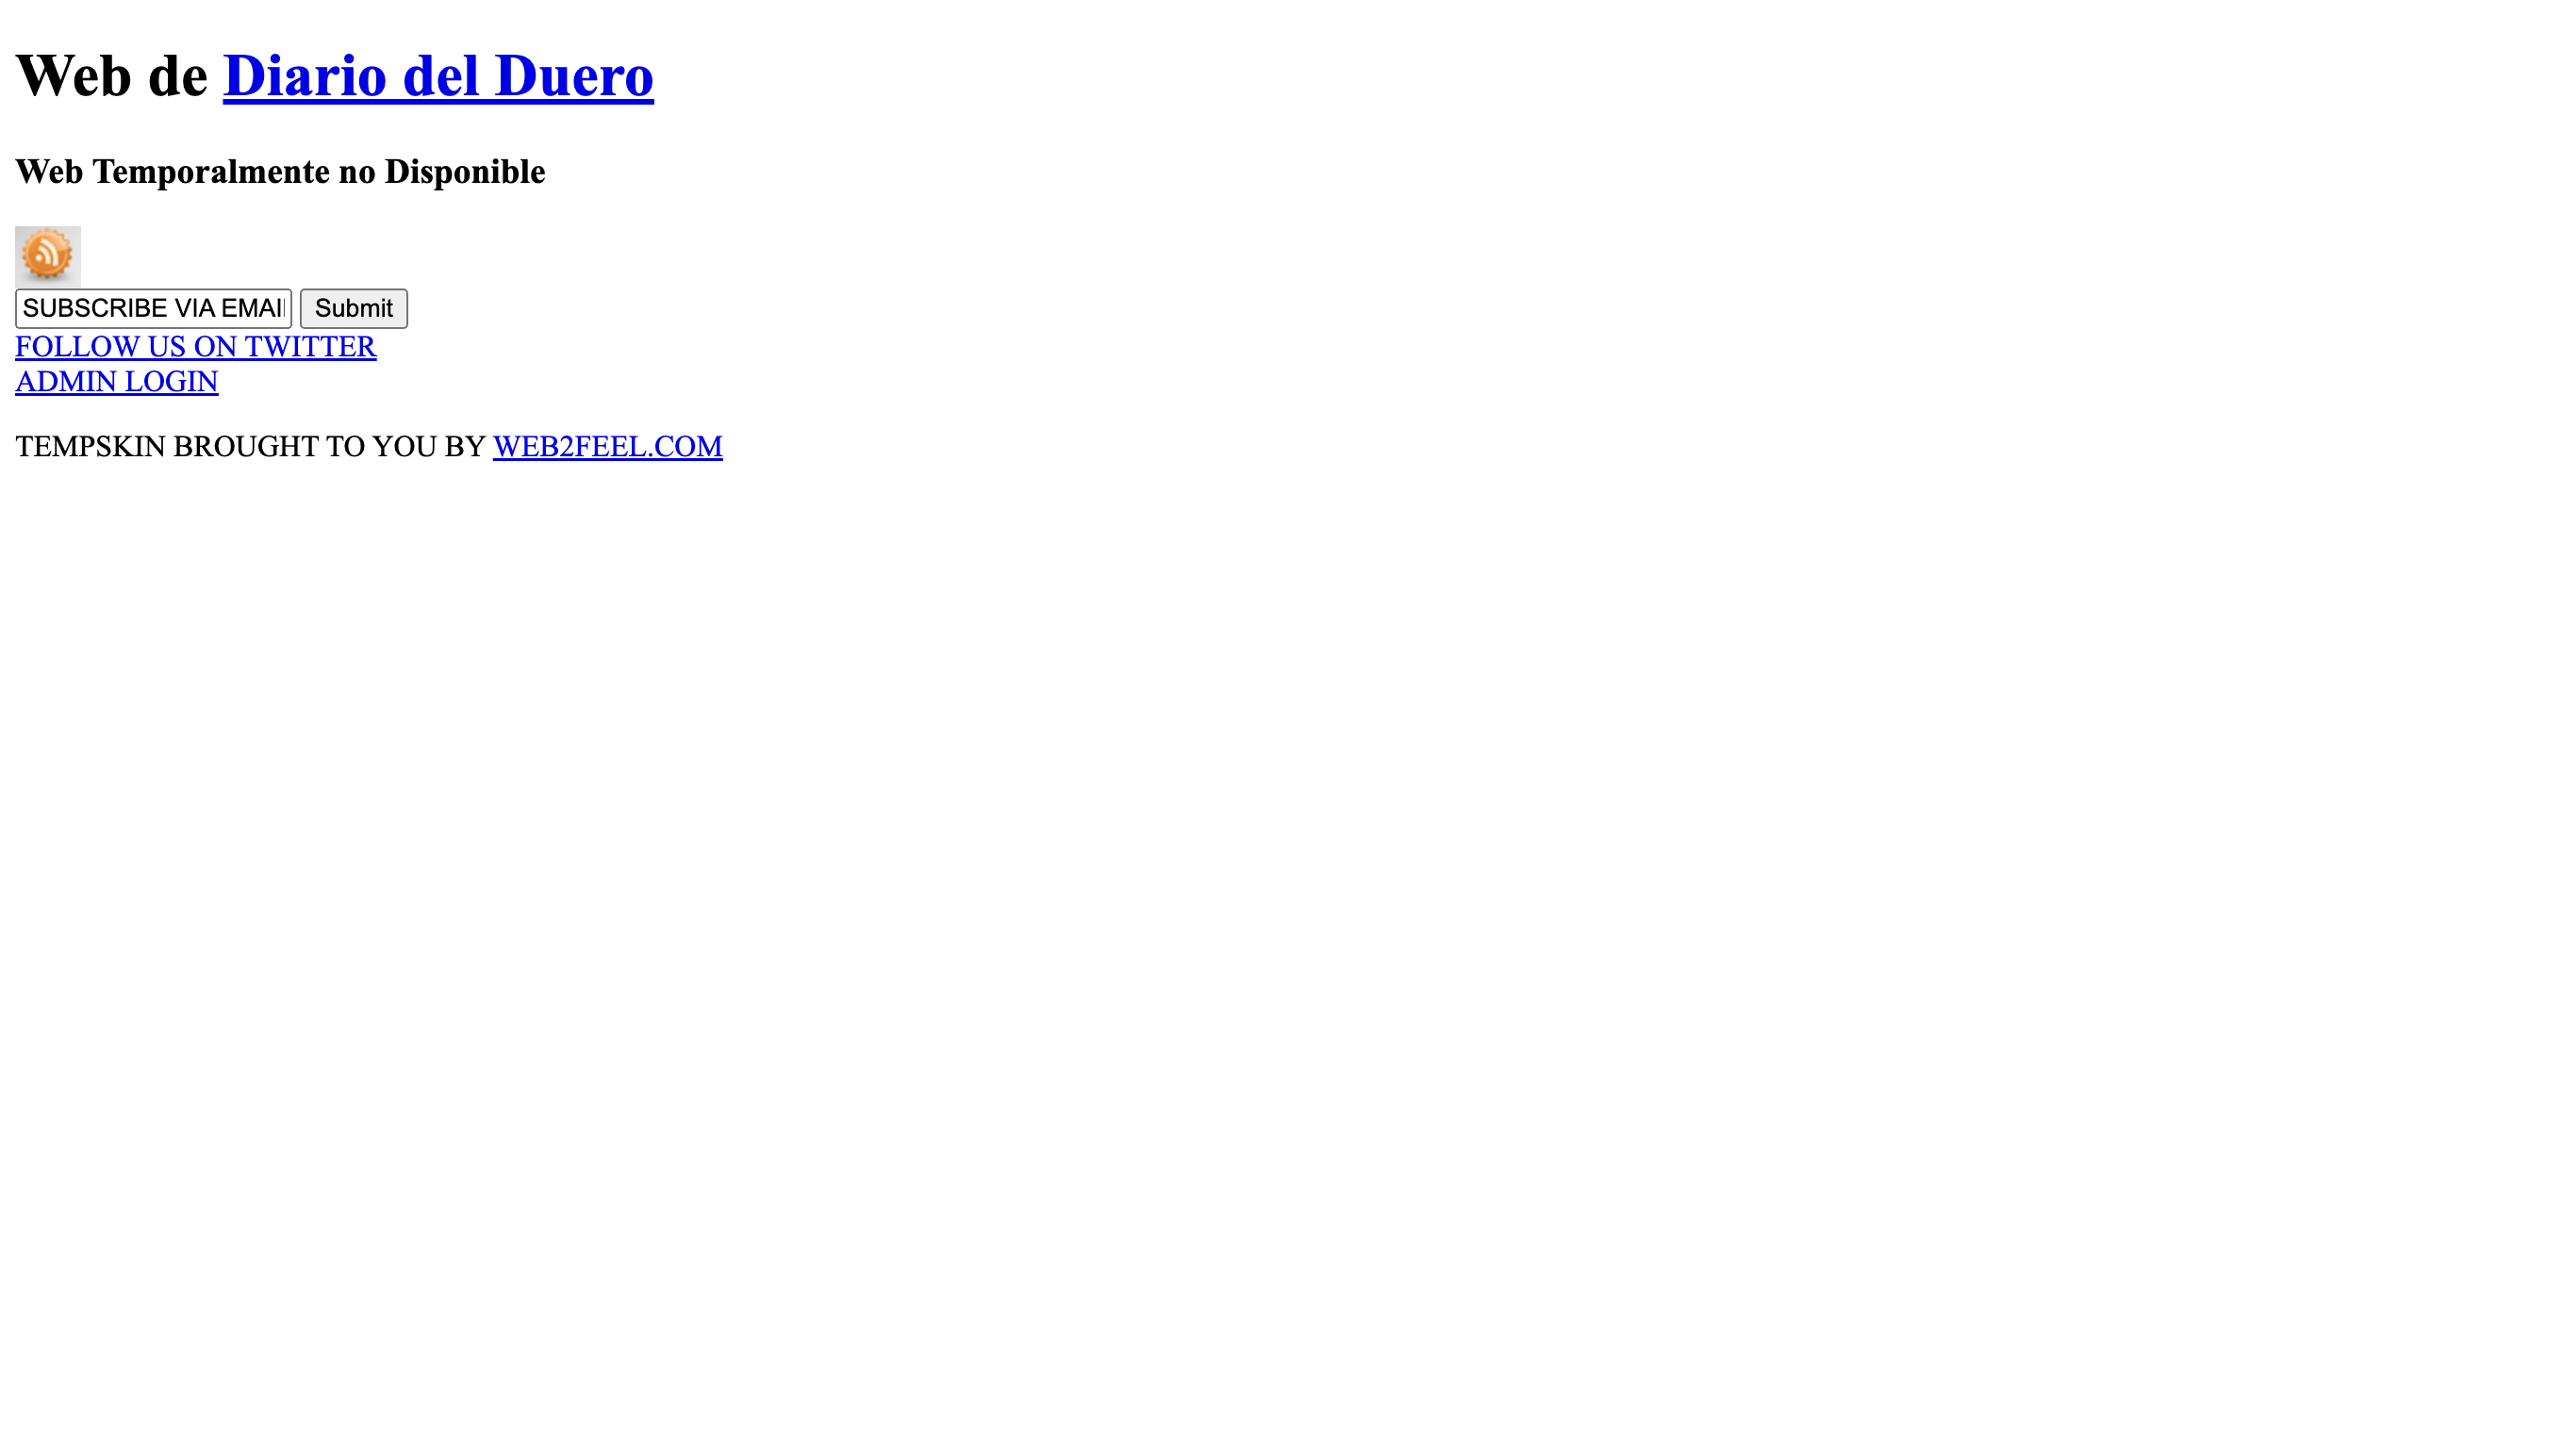 Web de Diario del Duero
Web Temporalmente no Disponible
SUBSCRIBE VIA EMAI Submit
FOLLOW US ON TWITTER
ADMIN LOGIN
TEMPSKIN BROUGHT TO YOU BY WEB2FEEL.COM